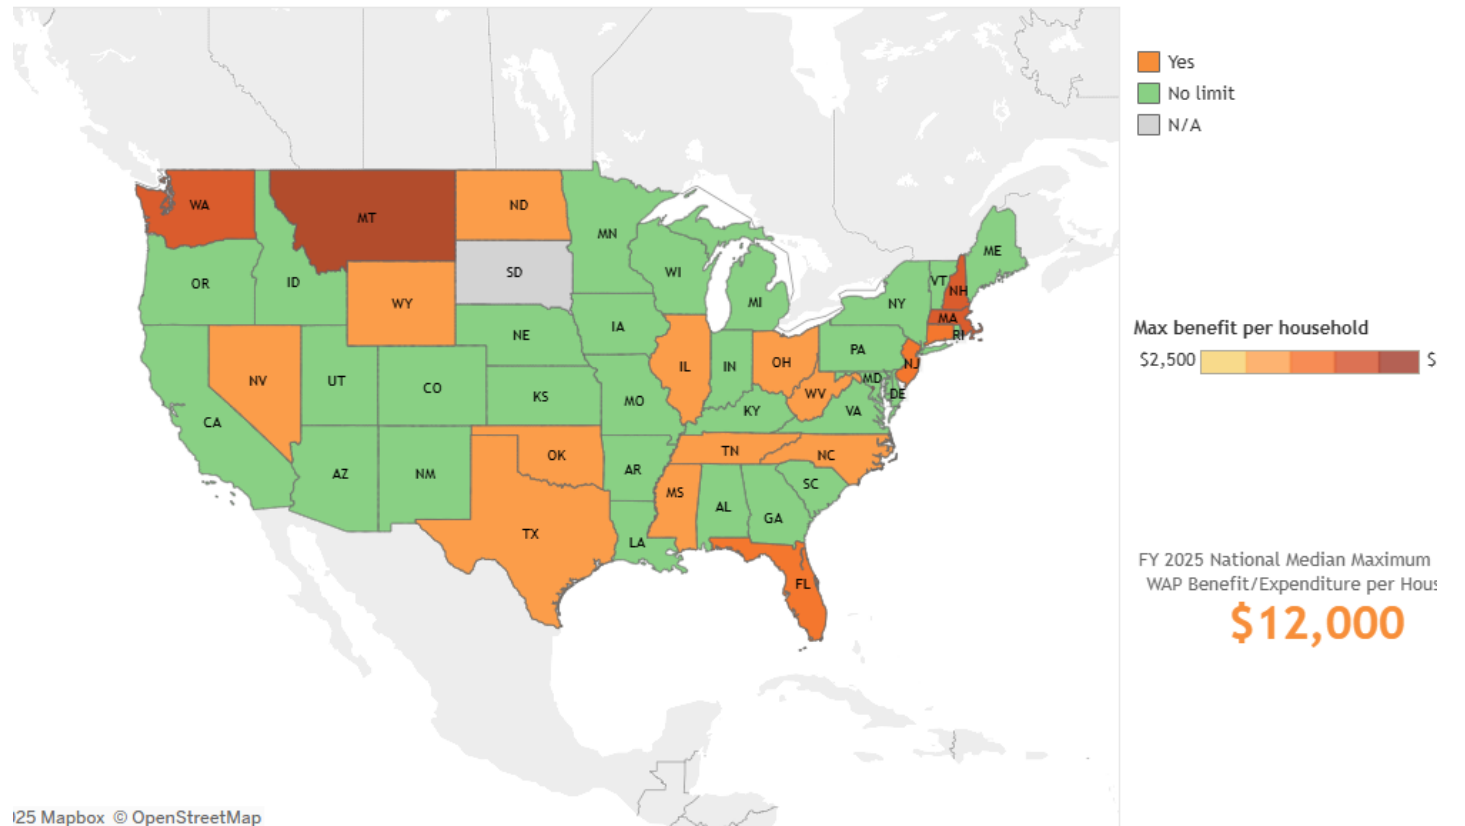 Yes
No limit
N/A
WA
MT
ND
MN
ME
OR
ID
SD
WI
VT
NH
WY
MI
NY
MA
NE
IA
RI
PA
NV
UT
CO
IL
IN
OH
NJ
MD
KS
MO
WV
DE
CA
KY
VA
OK
TN
NC
AZ
NM
AR
MS
SC
AL
GA
TX
LA
FL
Max benefit per household
$2,500
$
FY 2025 National Median Maximum
WAP Benefit/Expenditure per Hous
$12,000
25 Mapbox © OpenStreetMap